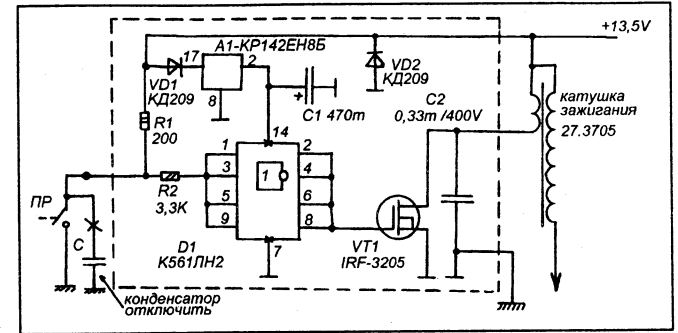 +13,5V
A1-КР142ЕН8Б
17
2
8
VD1
КД209
VD2
КД209
+
C1 470m
C2
0,33m /400V
катушка
зажигания
27.3705
R1
200
14
1
3
5
9
1
2
4
6
8
7
R2
3,3К
ПР
С
D1
К561ЛН2
VT1
IRF-3205
конденсатор
отключить